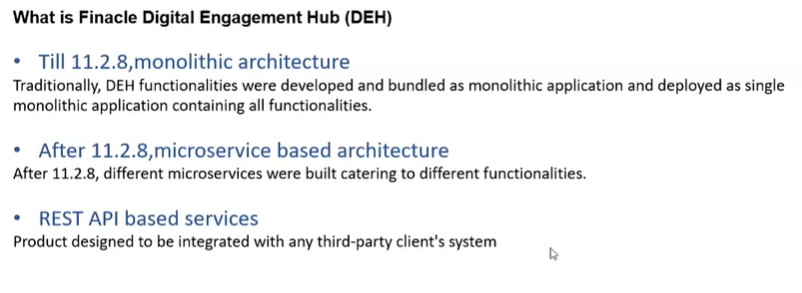 What is Finacle Digital Engagement Hub (DEH)
• Till 11.2.8,monolithic architecture
Traditionally, DEH functionalities were developed and bundled as monolithic application and deployed as single
monolithic application containing all functionalities.
• After 11.2.8,microservice based architecture
After 11.2.8, different microservices were built catering to different functionalities.
• REST API based services
Product designed to be integrated with any third-party client's system